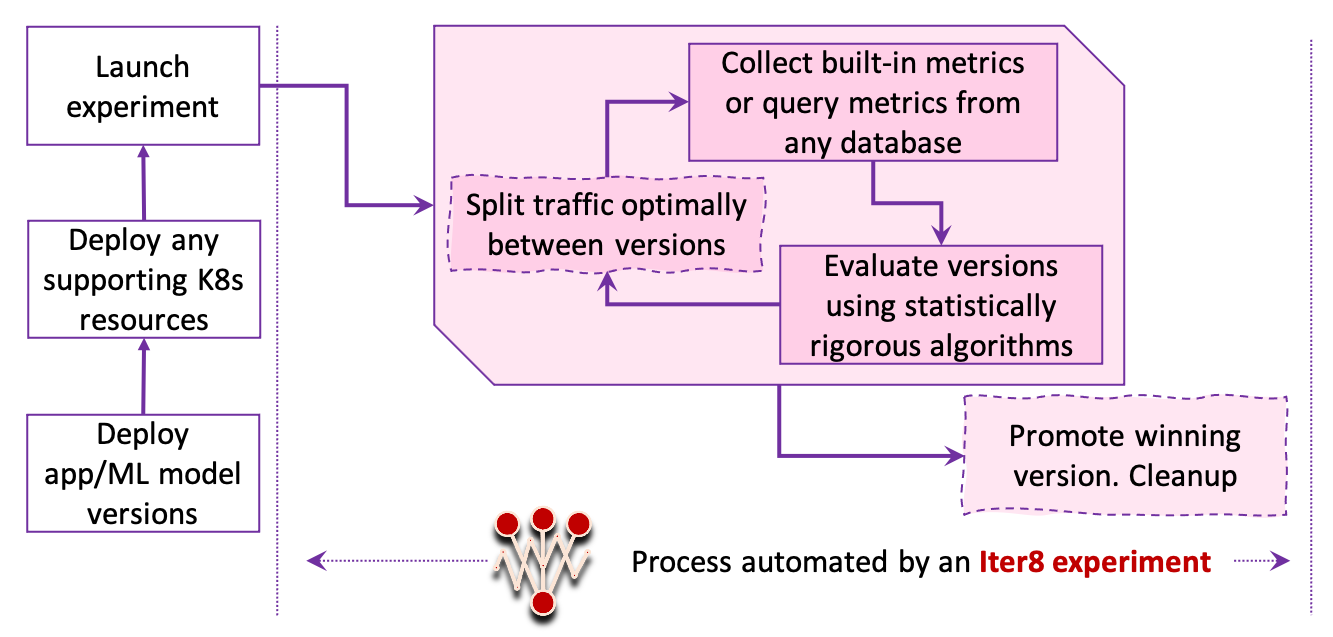 Launch
experiment
Deploy any
supporting K8s
resources
Deploy
app/ML model
versions
Collect built-in metrics
or query metrics from
any database
Split traffic optimally
between versions
Evaluate versions
using statistically
rigorous algorithms
Promote winning
version. Cleanup
Process automated by an Iter8 experiment